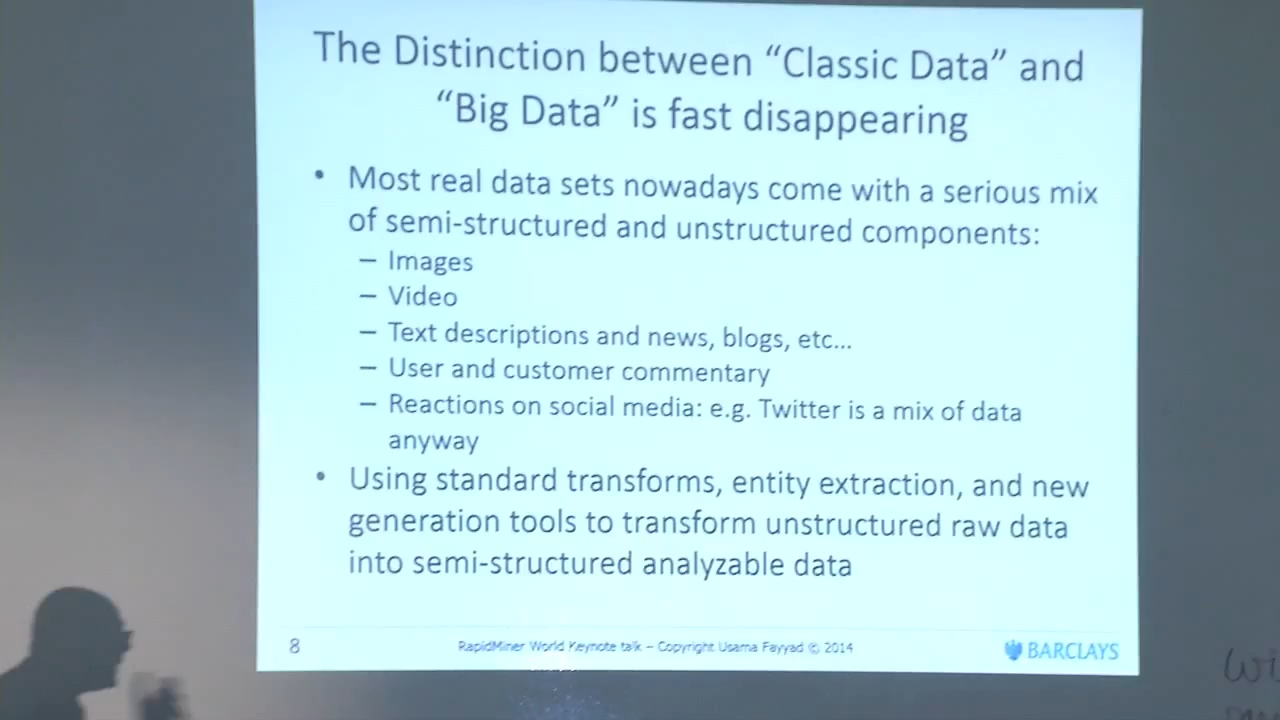 The Distinction between “Classic Data” and
“Big Data” is fast disappearing
• Most real data sets nowadays come with a serious mix
of semi-structured and unstructured components:
– Images
– Video
– Text descriptions and news, blogs, etc...
– User and customer commentary
– Reactions on social media: e.g. Twitter is a mix of data
anyway
• Using standard transforms, entity extraction, and new
generation tools to transform unstructured raw data
into semi-structured analyzable data
8 RapidMiner World Keynote talk – Copyright Usama Fayyad © 2014 BARCLAYS